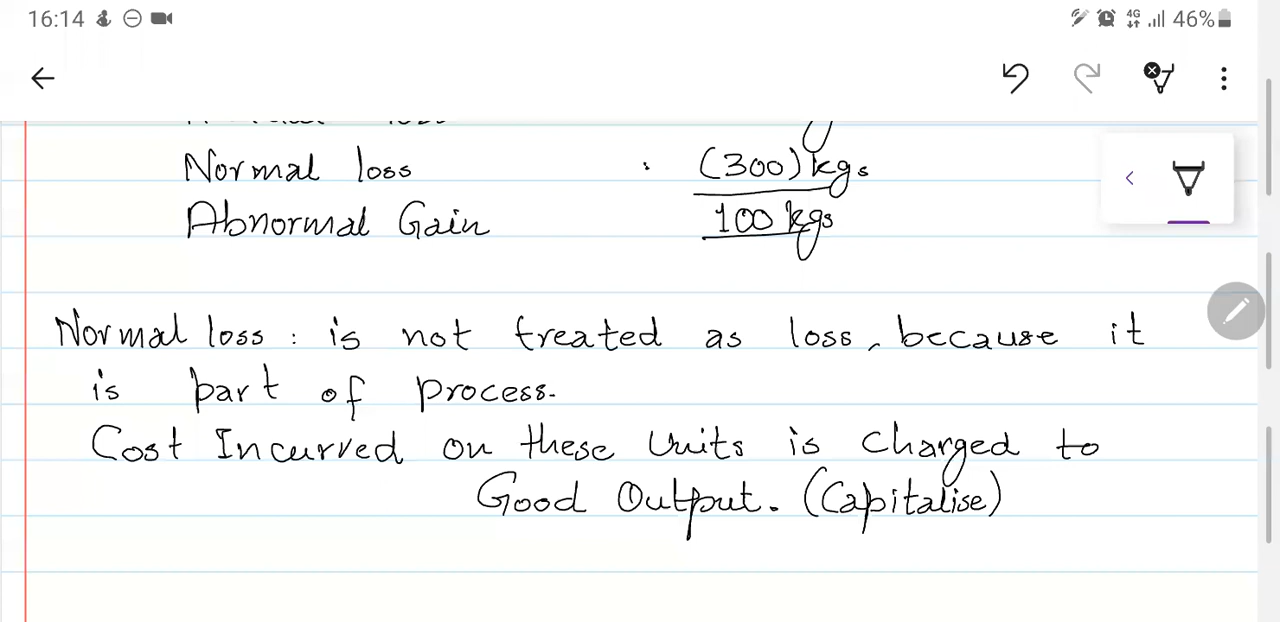 16:14 4G 46%
Normal loss : (300) kgs
Abnormal Gain 100 kgs
Normal loss : is not treated as loss, because it
is part of process.
Cost Incurred on these Units is charged to
Good Output. (Capitalise)